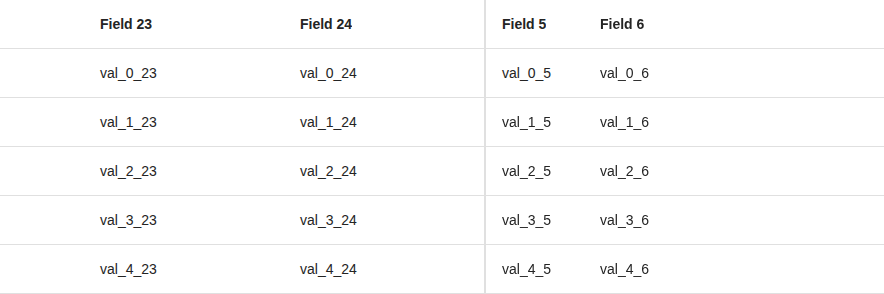 Field 23 Field 24 Field 5 Field 6
val_0_23 val_0_24 val_0_5 val_0_6
val_1_23 val_1_24 val_1_5 val_1_6
val_2_23 val_2_24 val_2_5 val_2_6
val_3_23 val_3_24 val_3_5 val_3_6
val_4_23 val_4_24 val_4_5 val_4_6